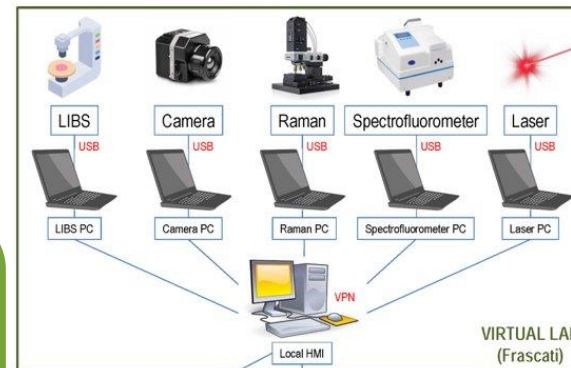 LIBS
Camera
Raman
Spectrofluorometer
Laser
USB
USB
USB
USB
USB
LIBS PC
Camera PC
Raman PC
Spectrofluorometer PC
Laser PC
VPN
Local HMI
VIRTUAL LA
(Frascati)